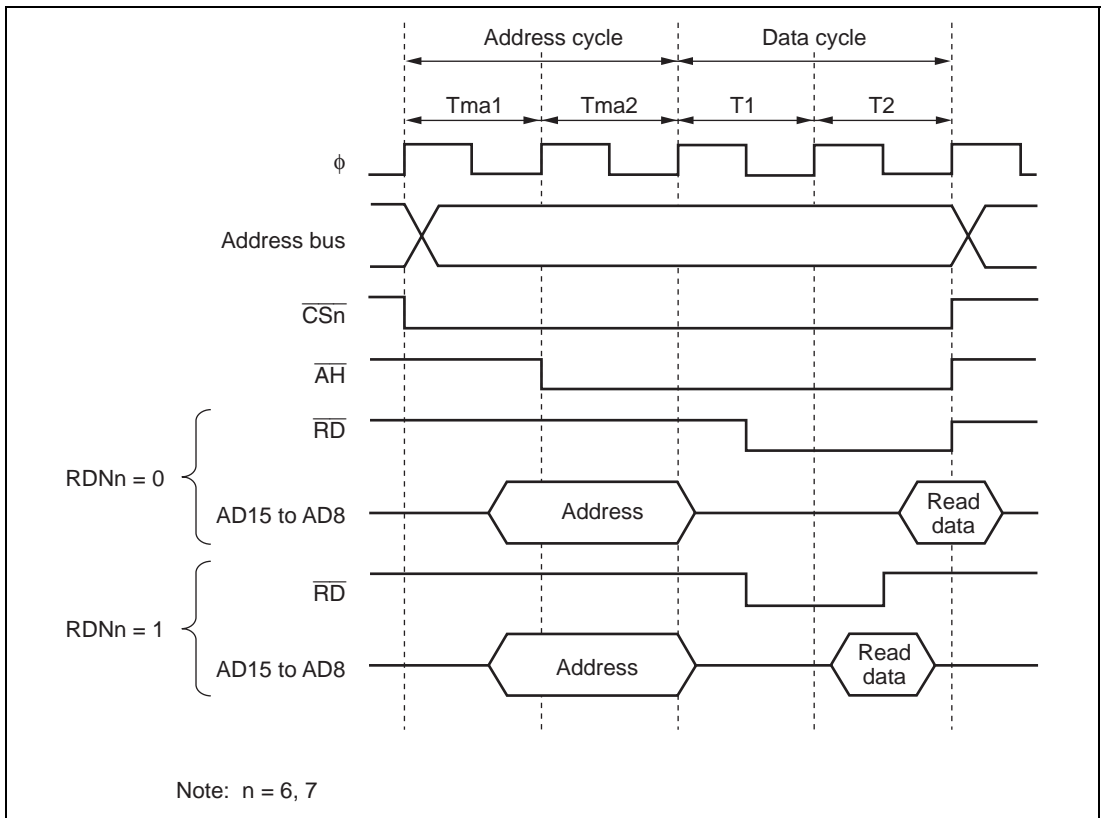 Address cycle Data cycle
Tma1 Tma2 T1 T2
ϕ
Address bus
CSn
AH
RD
RDNn = 0
AD15 to AD8 Address Read data
RD
RDNn = 1
AD15 to AD8 Address Read data
Note: n = 6, 7